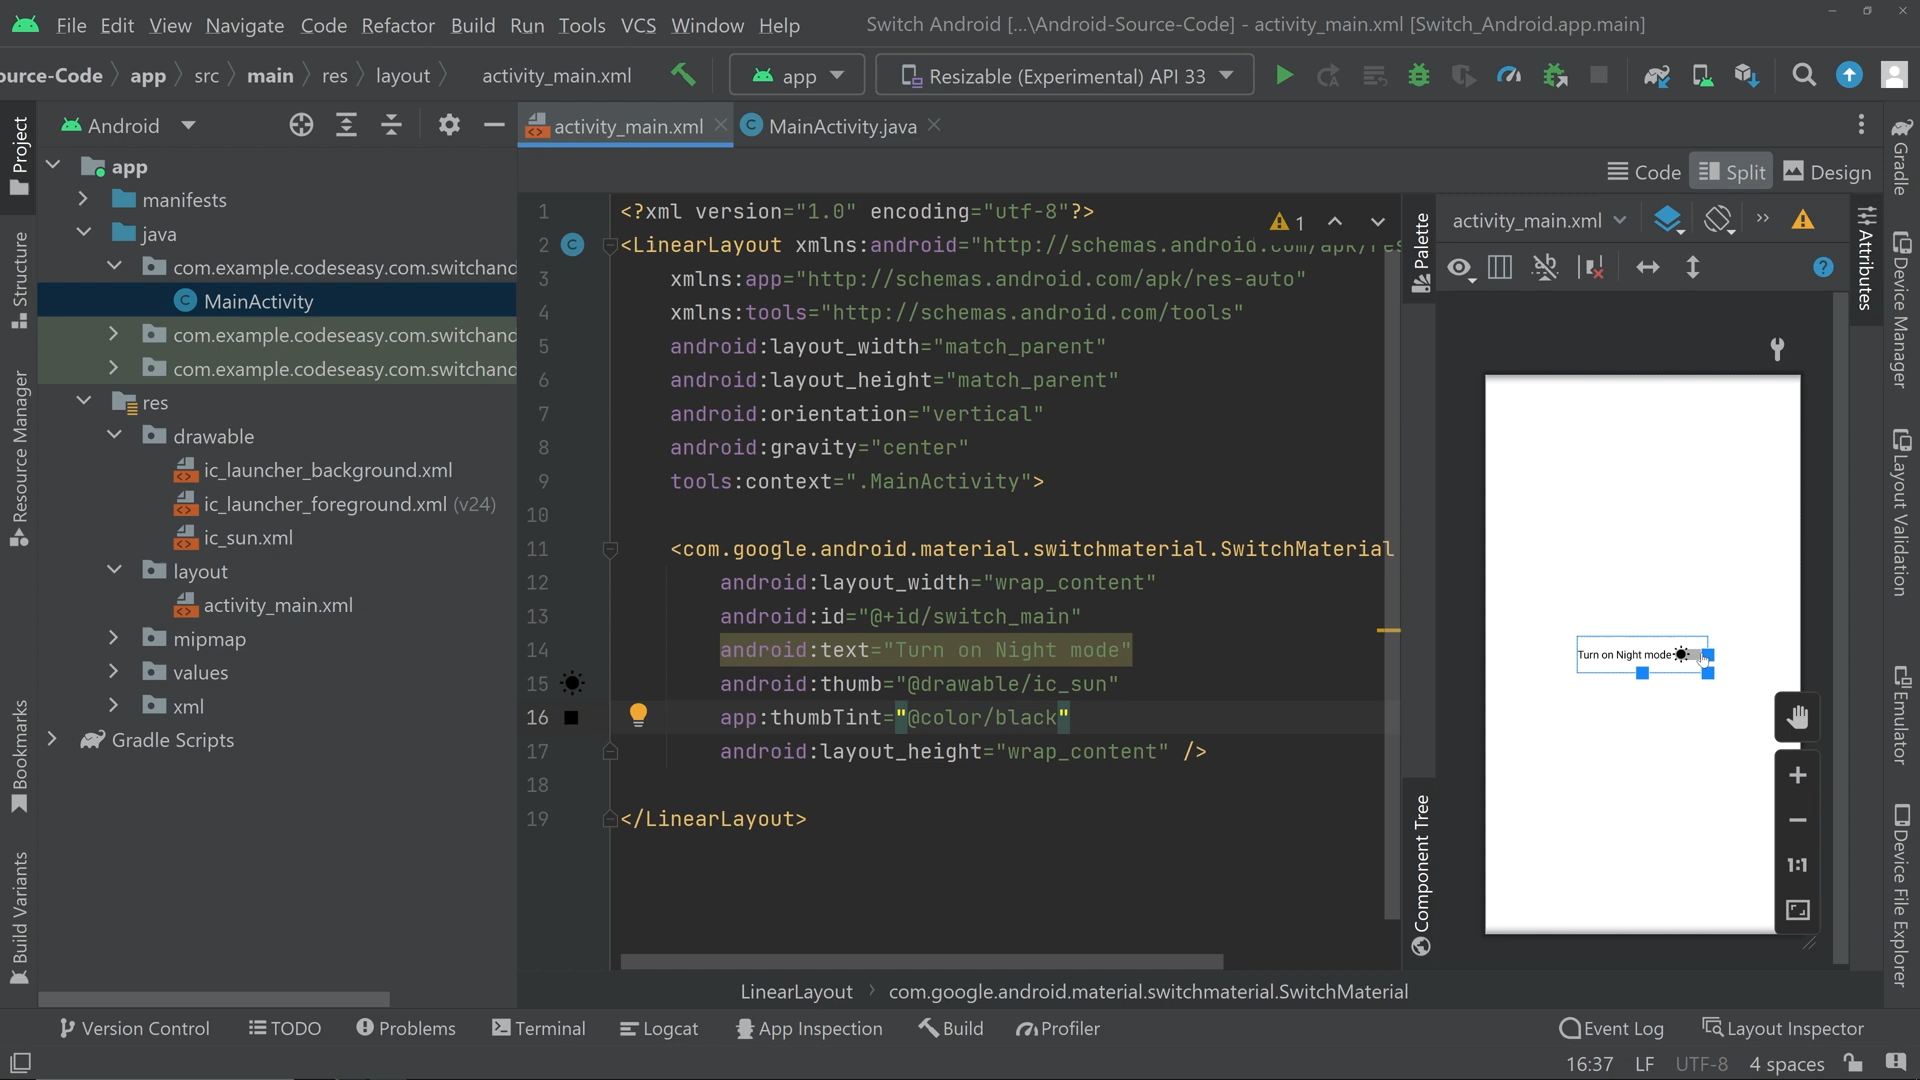 File Edit View Navigate Code Refactor Build Run Tools VCS Window Help Switch Android [...\Android-Source-Code] - activity_main.xml [Switch_Android.app.main]
ource-Code app src main res layout activity_main.xml app Resizable (Experimental) API 33
Project
Structure
Resource Manager
Bookmarks
Build Variants
Android
app
manifests
java
com.example.codeseasy.com.switchand
MainActivity
com.example.codeseasy.com.switchand
com.example.codeseasy.com.switchand
res
drawable
ic_launcher_background.xml
ic_launcher_foreground.xml (v24)
ic_sun.xml
layout
activity_main.xml
mipmap
values
xml
Gradle Scripts
activity_main.xml MainActivity.java
Code Split Design
1 <?xml version="1.0" encoding="utf-8"?>
1
2 <LinearLayout xmlns:android="http://schemas.android.com/apk/res
3 xmlns:app="http://schemas.android.com/apk/res-auto"
4 xmlns:tools="http://schemas.android.com/tools"
5 android:layout_width="match_parent"
6 android:layout_height="match_parent"
7 android:orientation="vertical"
8 android:gravity="center"
9 tools:context=".MainActivity">
10
11 <com.google.android.material.switchmaterial.SwitchMaterial
12 android:layout_width="wrap_content"
13 android:id="@+id/switch_main"
14 android:text="Turn on Night mode"
15 android:thumb="@drawable/ic_sun"
16 app:thumbTint="@color/black"
17 android:layout_height="wrap_content" />
18
19 </LinearLayout>
Palette
Component Tree
activity_main.xml
Turn on Night mode
1:1
Attributes
Gradle
Device Manager
Layout Validation
Emulator
Device File Explorer
LinearLayout com.google.android.material.switchmaterial.SwitchMaterial
Version Control TODO Problems Terminal Logcat App Inspection Build Profiler Event Log Layout Inspector
16:37 LF UTF-8 4 spaces